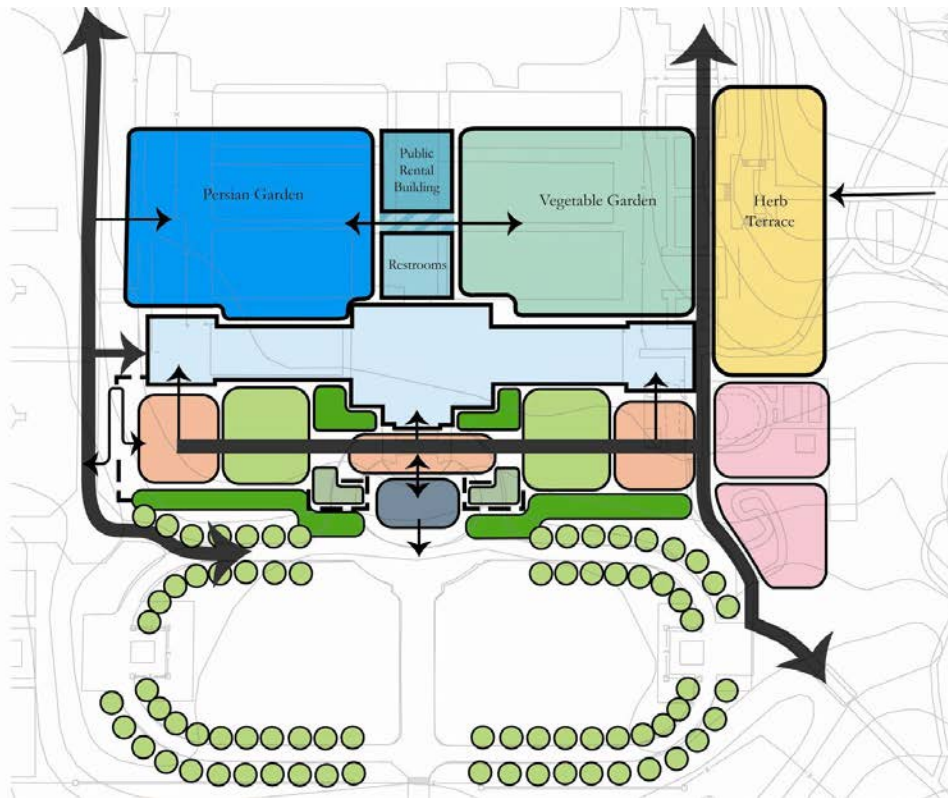 Public
Rental
Building
Persian Garden
Vegetable Garden
Herb
Terrace
Restrooms